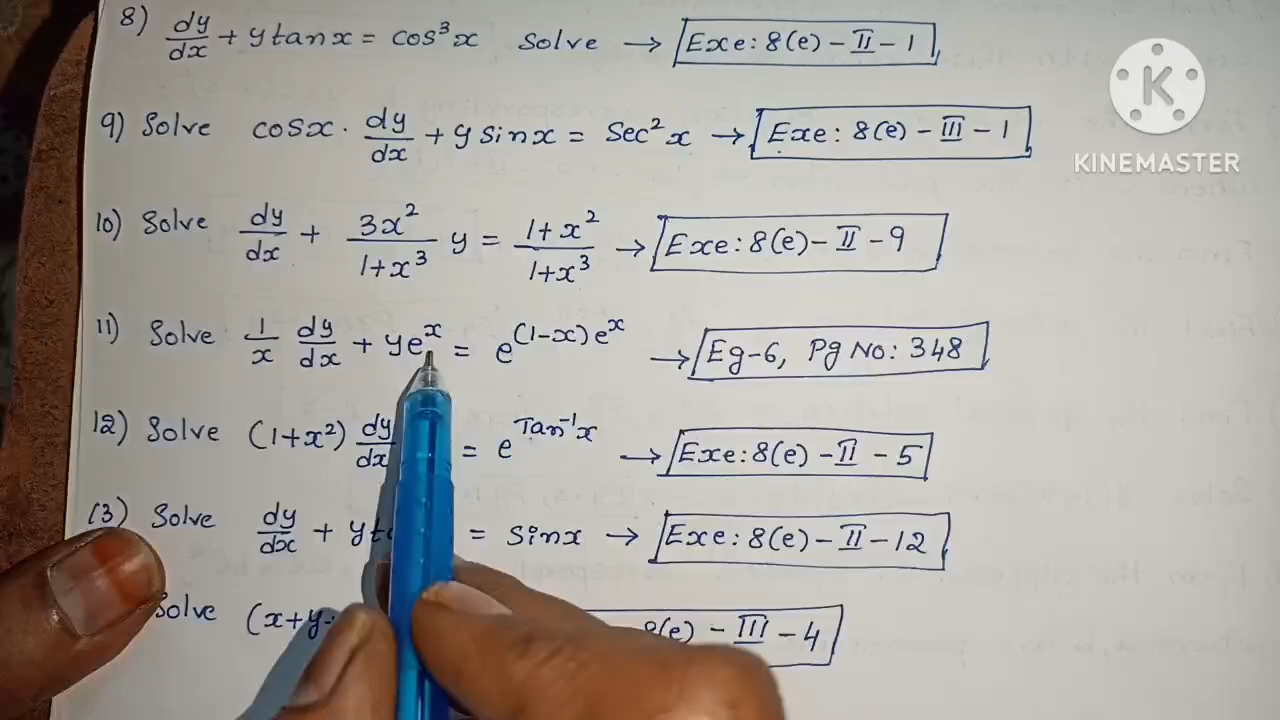 8) dy/dx + y tan x = cos³x Solve → Exe: 8(e) – II – 1
K
KINEMASTER
9) Solve cosx · dy/dx + y sinx = Sec²x → Exe: 8(e) – III – 1
10) Solve dy/dx + 3x²/1+x³ y = 1+x²/1+x³ → Exe: 8(e) – II – 9
11) Solve 1/x dy/dx + ye^x = e^(1-x)e^x → Eg-6, Pg No: 348
12) Solve (1+x²) dy/dx = e^Tan⁻¹x → Exe: 8(e) – II – 5
13) Solve dy/dx + y = sinx → Exe: 8(e) – II – 12
Solve (x+y 8(e) – III – 4